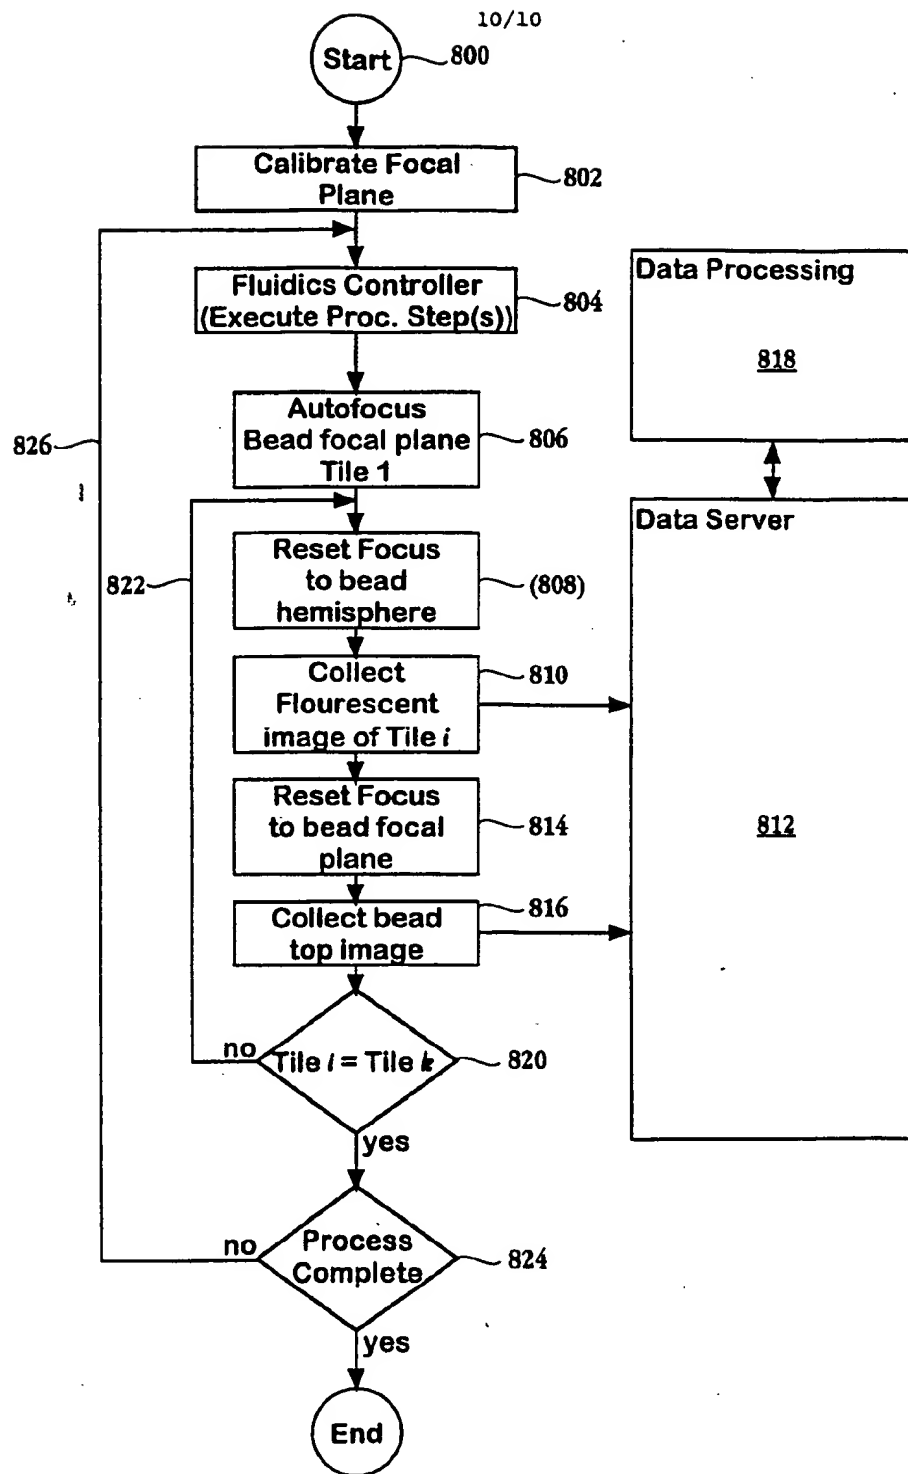 10/10
Start
800
Calibrate Focal
Plane
802
Fluidics Controller
(Execute Proc. Step(s))
804
Data Processing
818
Autofocus
Bead focal plane
Tile 1
806
826
Data Server
812
Reset Focus
to bead
hemisphere
(808)
822
Collect
Flourescent
image of Tile i
810
Reset Focus
to bead focal
plane
814
Collect bead
top image
816
no
Tile i = Tile k
820
yes
no
Process
Complete
824
yes
End